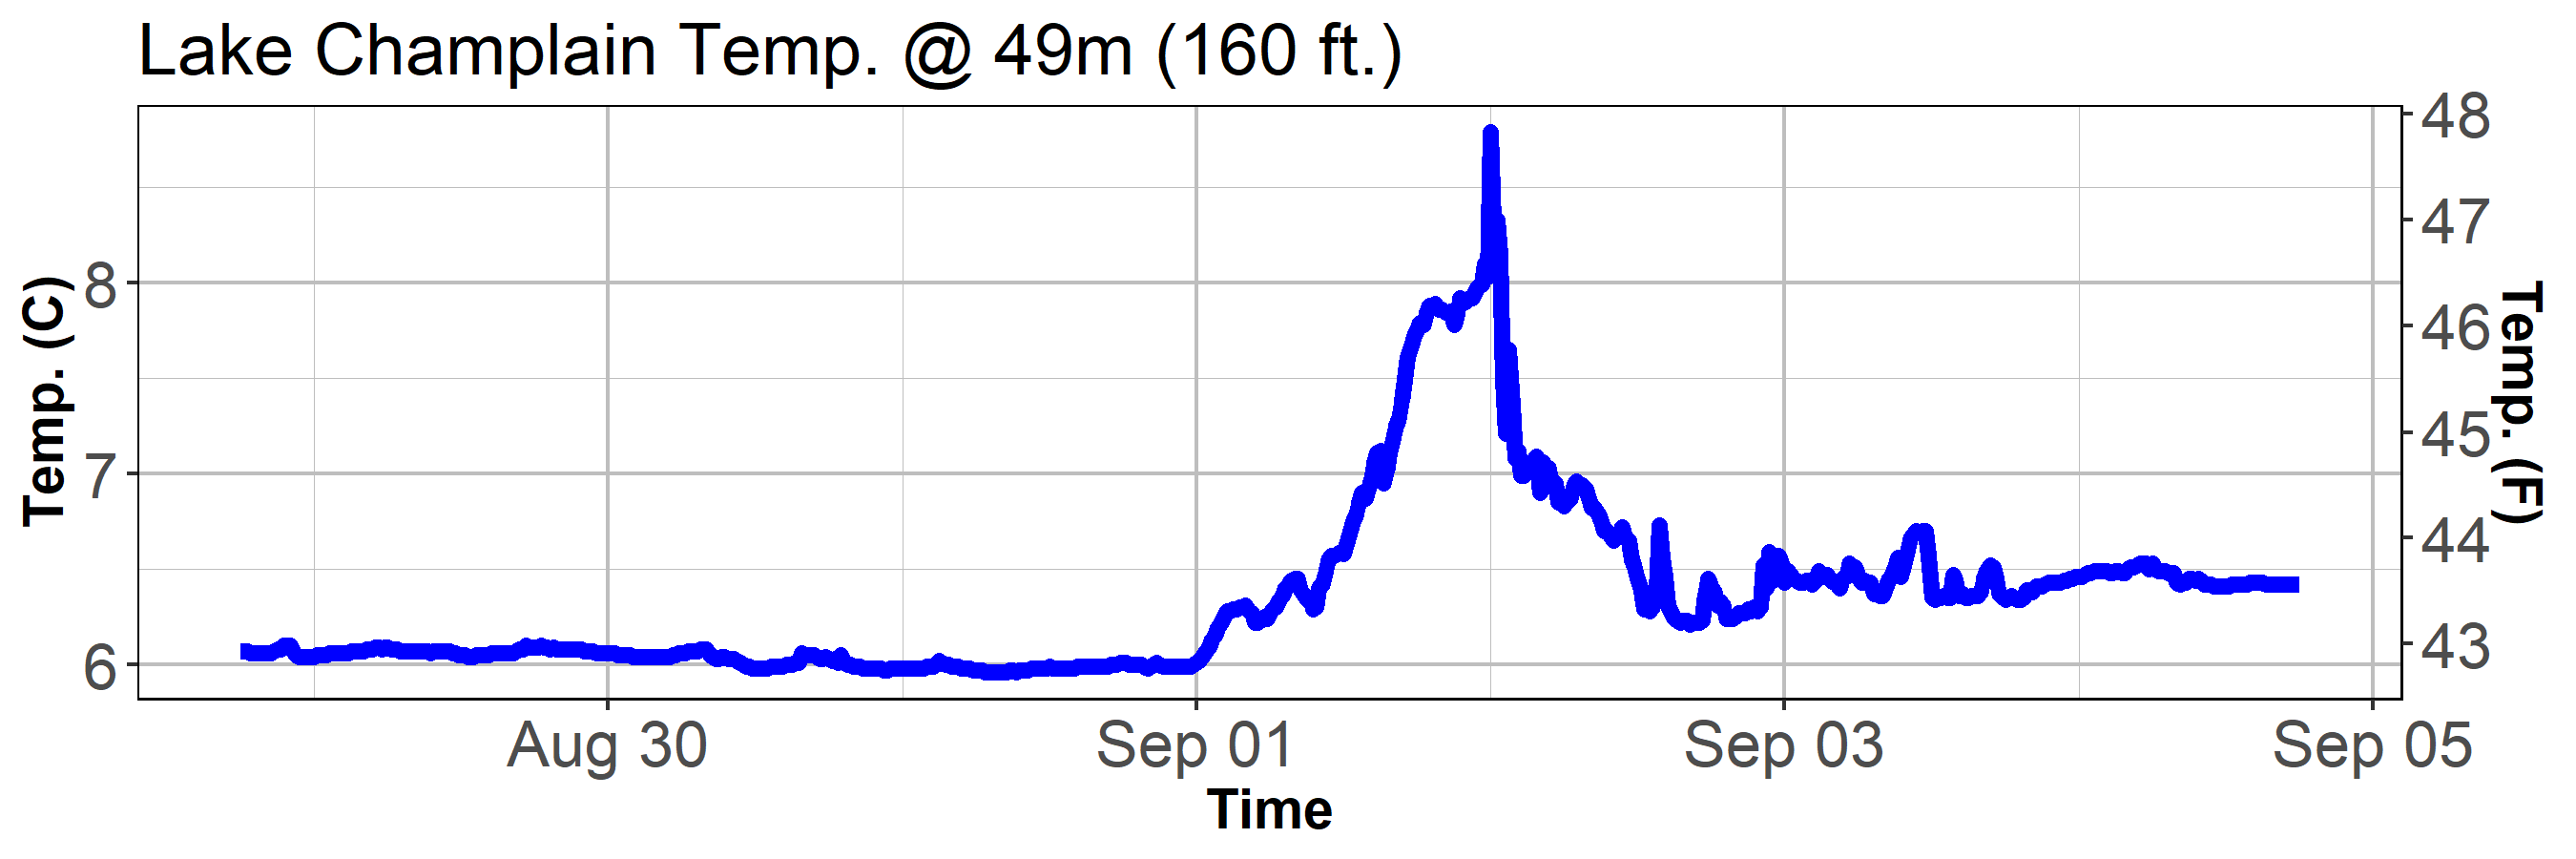 Lake Champlain Temp. @ 49m (160 ft.)
Temp. (C)
8
7
6
48
47
46
45
44
43
Temp. (F)
Aug 30 Sep 01 Sep 03 Sep 05
Time